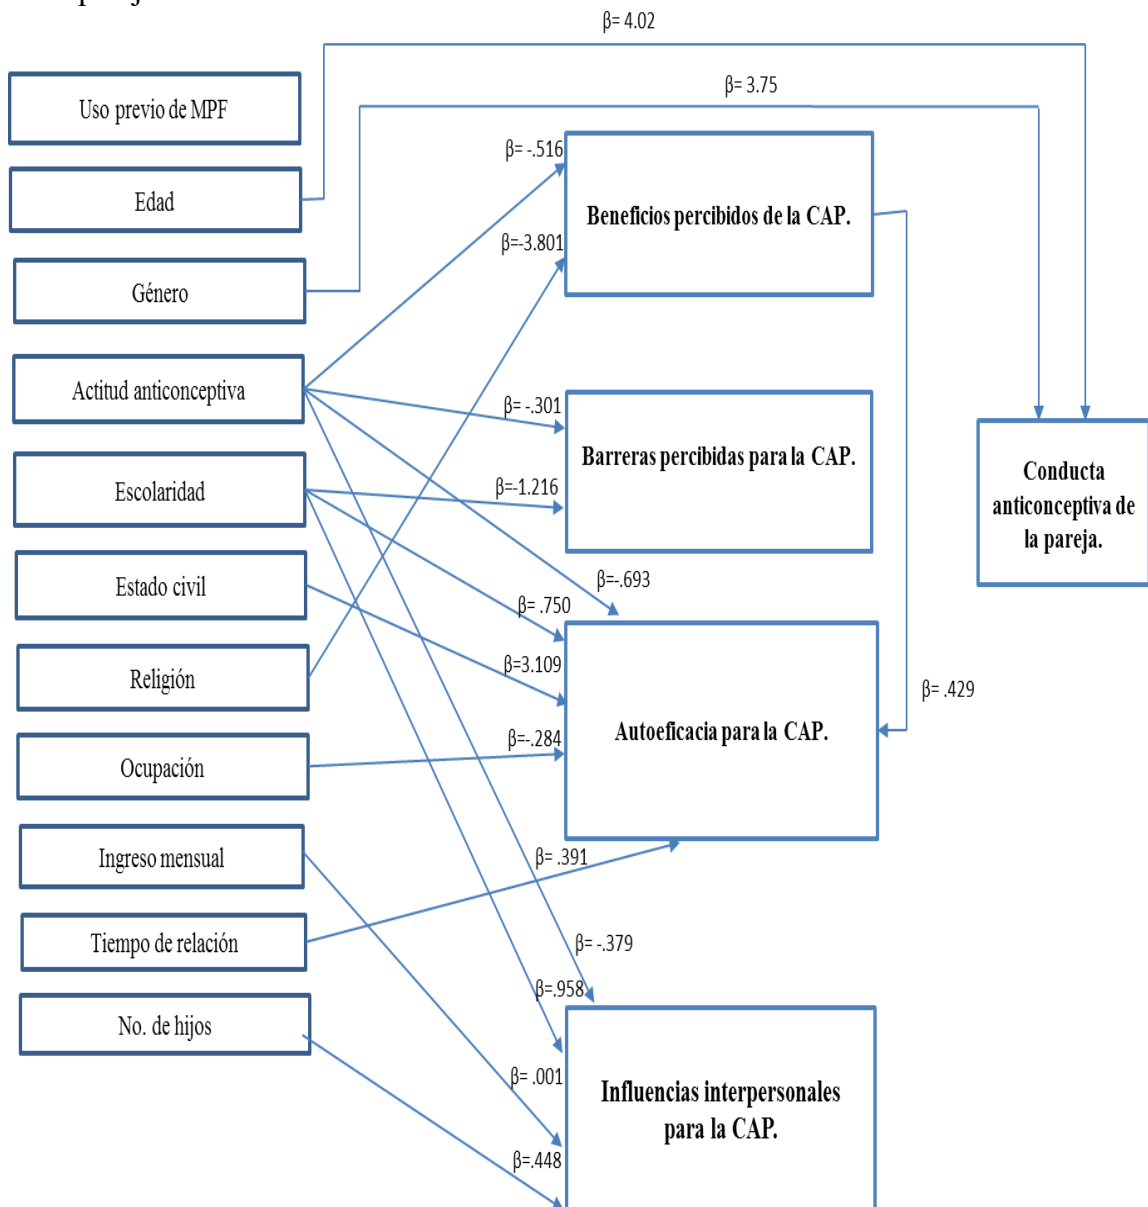 β= 4.02
β= 3.75
Uso previo de MPF
Edad
Género
Actitud anticonceptiva
Escolaridad
Estado civil
Religión
Ocupación
Ingreso mensual
Tiempo de relación
No. de hijos
β= -.516
β=-3.801
β= -.301
β=-1.216
β=-.693
β= .750
β=3.109
β=-.284
β= .391
β= -.379
β=.958
β= .001
β=.448
Beneficios percibidos de la CAP.
Barreras percibidas para la CAP.
Autoeficacia para la CAP.
Influencias interpersonales
para la CAP.
β= .429
Conducta
anticonceptiva de
la pareja.